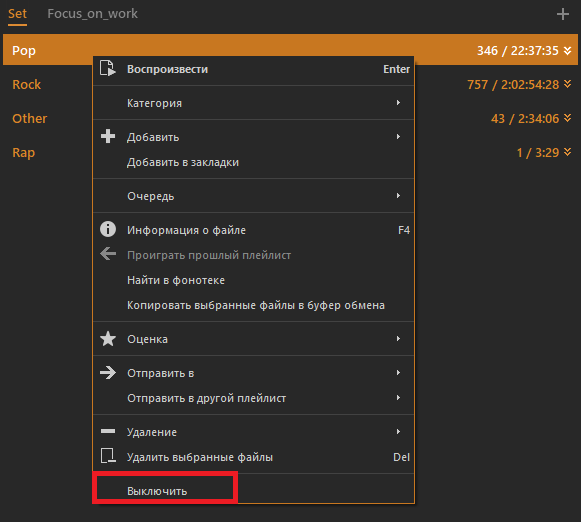 Set Focus_on_work
Pop 346 / 22:37:35
Воспроизвести Enter
Rock 757 / 2:02:54:28
Категория
Other 43 / 2:34:06
Добавить
Rap 1 / 3:29
Добавить в закладки
Очередь
Информация о файле F4
Проиграть прошлый плейлист
Найти в фонотеке
Копировать выбранные файлы в буфер обмена
Оценка
Отправить в
Отправить в другой плейлист
Удаление
Удалить выбранные файлы Del
Выключить